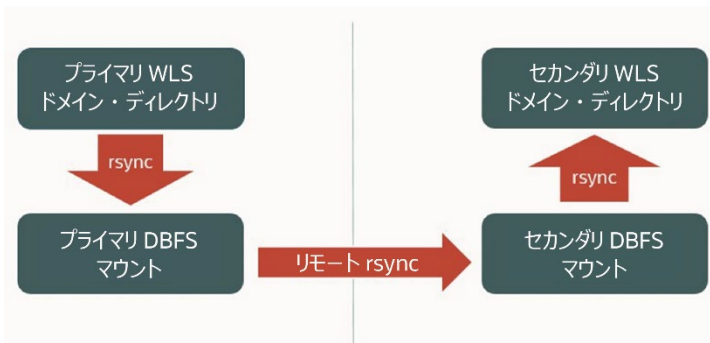 プライマリ WLS
ドメイン・ディレクトリ
rsync
プライマリ DBFS
マウント
リモート rsync
セカンダリ WLS
ドメイン・ディレクトリ
rsync
セカンダリ DBFS
マウント